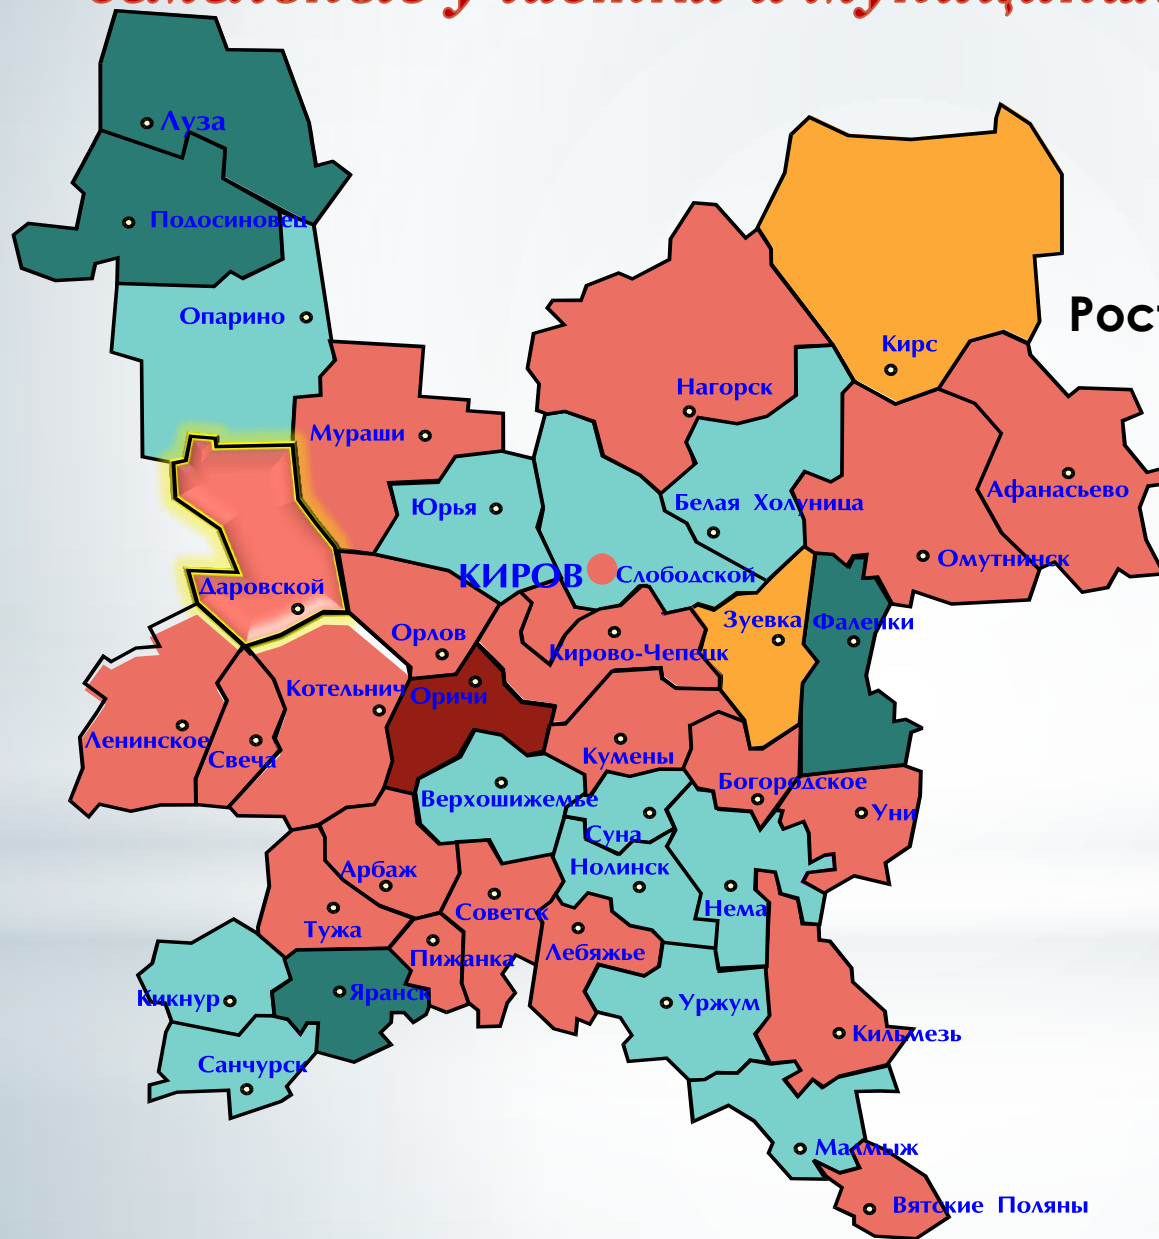 Луза
Подосиновец
Опарино
Рост
Кирс
Нагорск
Мураши
Афанасьево
Белая Холуница
Юрья
Омутнинск
КИРОВ
Слободской
Даровской
Зуевка
Фаленки
Орлов
Кирово-Чепецк
Котельнич
Оричи
Ленинское
Свеча
Кумены
Богородское
Верхошижемье
Уни
Суна
Арбаж
Нолинск
Нема
Советск
Тужа
Лебяжье
Пижанка
Яранск
Кикнур
Уржум
Кильмезь
Санчурск
Малмыж
Вятские Поляны